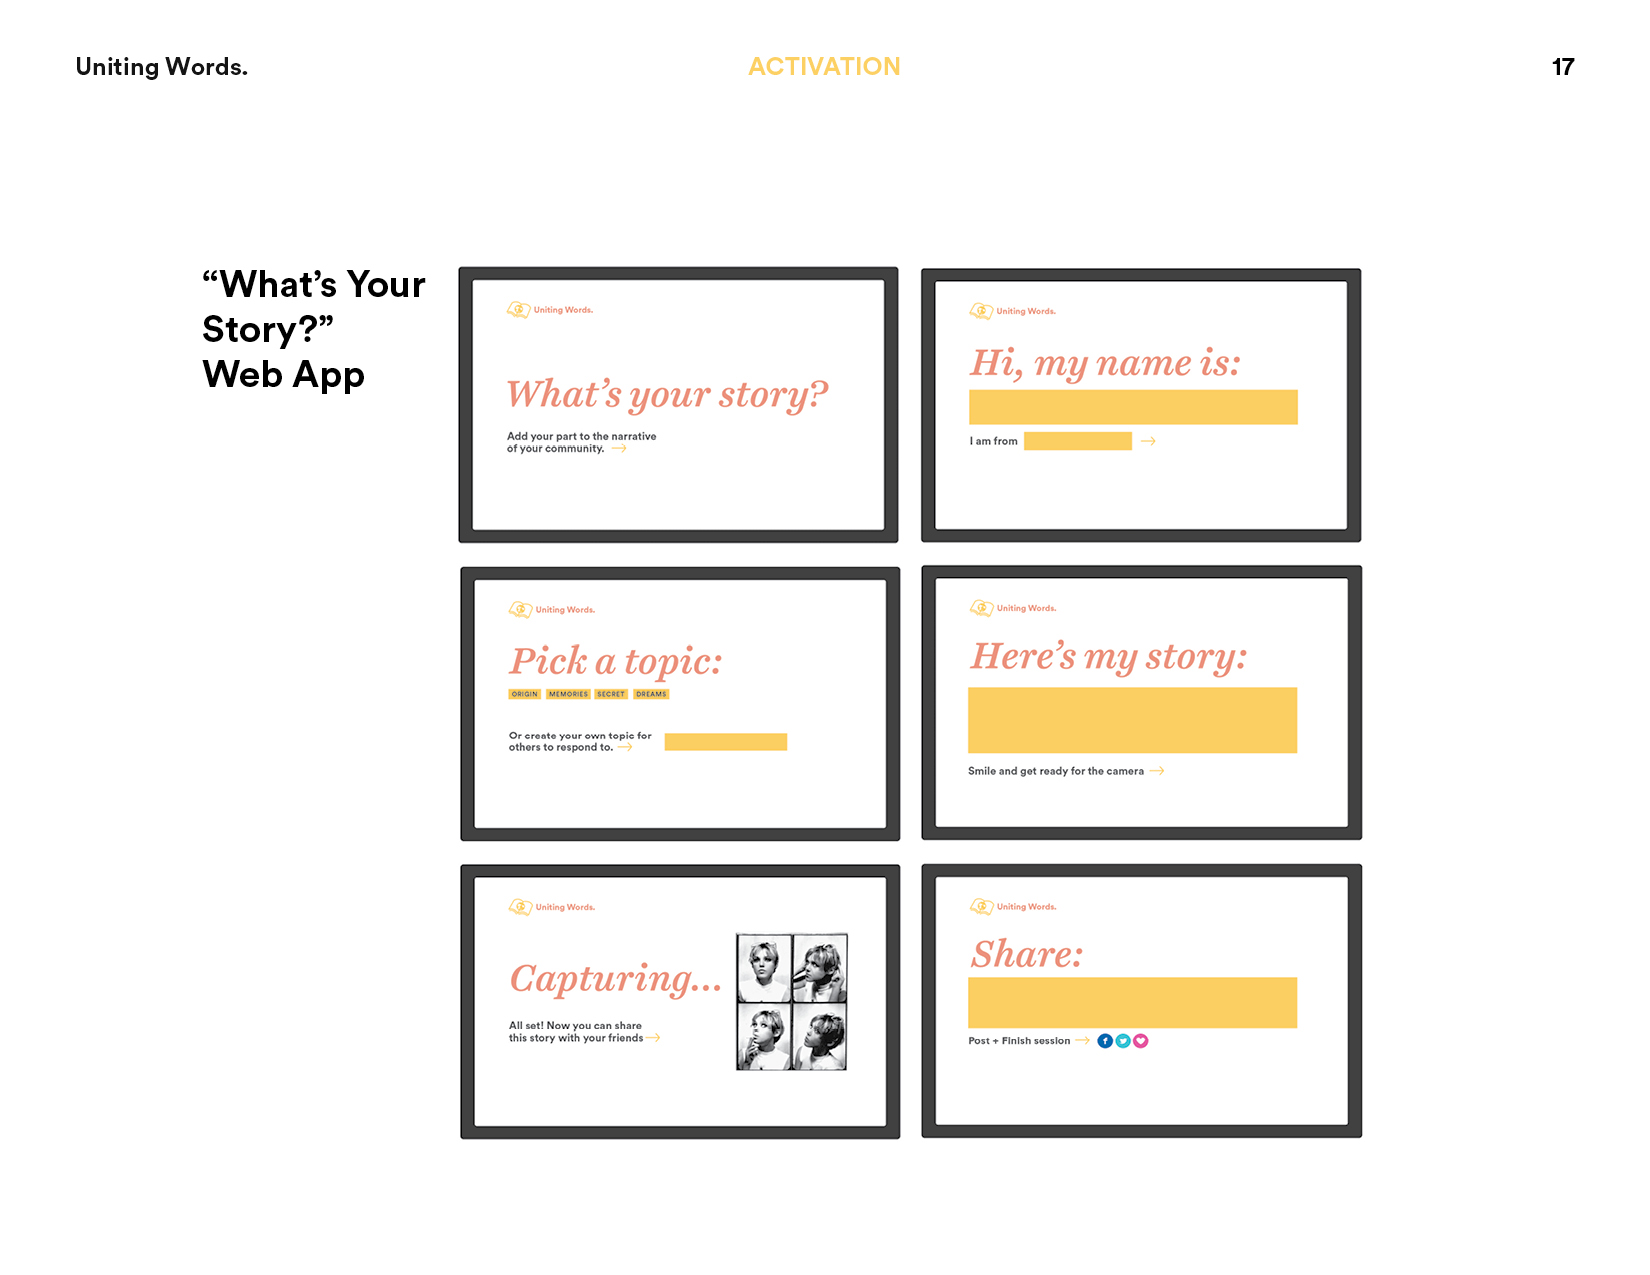 Uniting Words.
ACTIVATION
17
“What’s Your
Story?”
Web App
Uniting Words.
What’s your story?
Add your part to the narrative
of your community. →
Uniting Words.
Hi, my name is:
I am from →
Uniting Words.
Pick a topic:
ORIGIN MEMORIES SECRET DREAMS
Or create your own topic for
others to respond to. →
Uniting Words.
Here’s my story:
Smile and get ready for the camera →
Uniting Words.
Capturing...
All set! Now you can share
this story with your friends →
Uniting Words.
Share:
Post + Finish session →